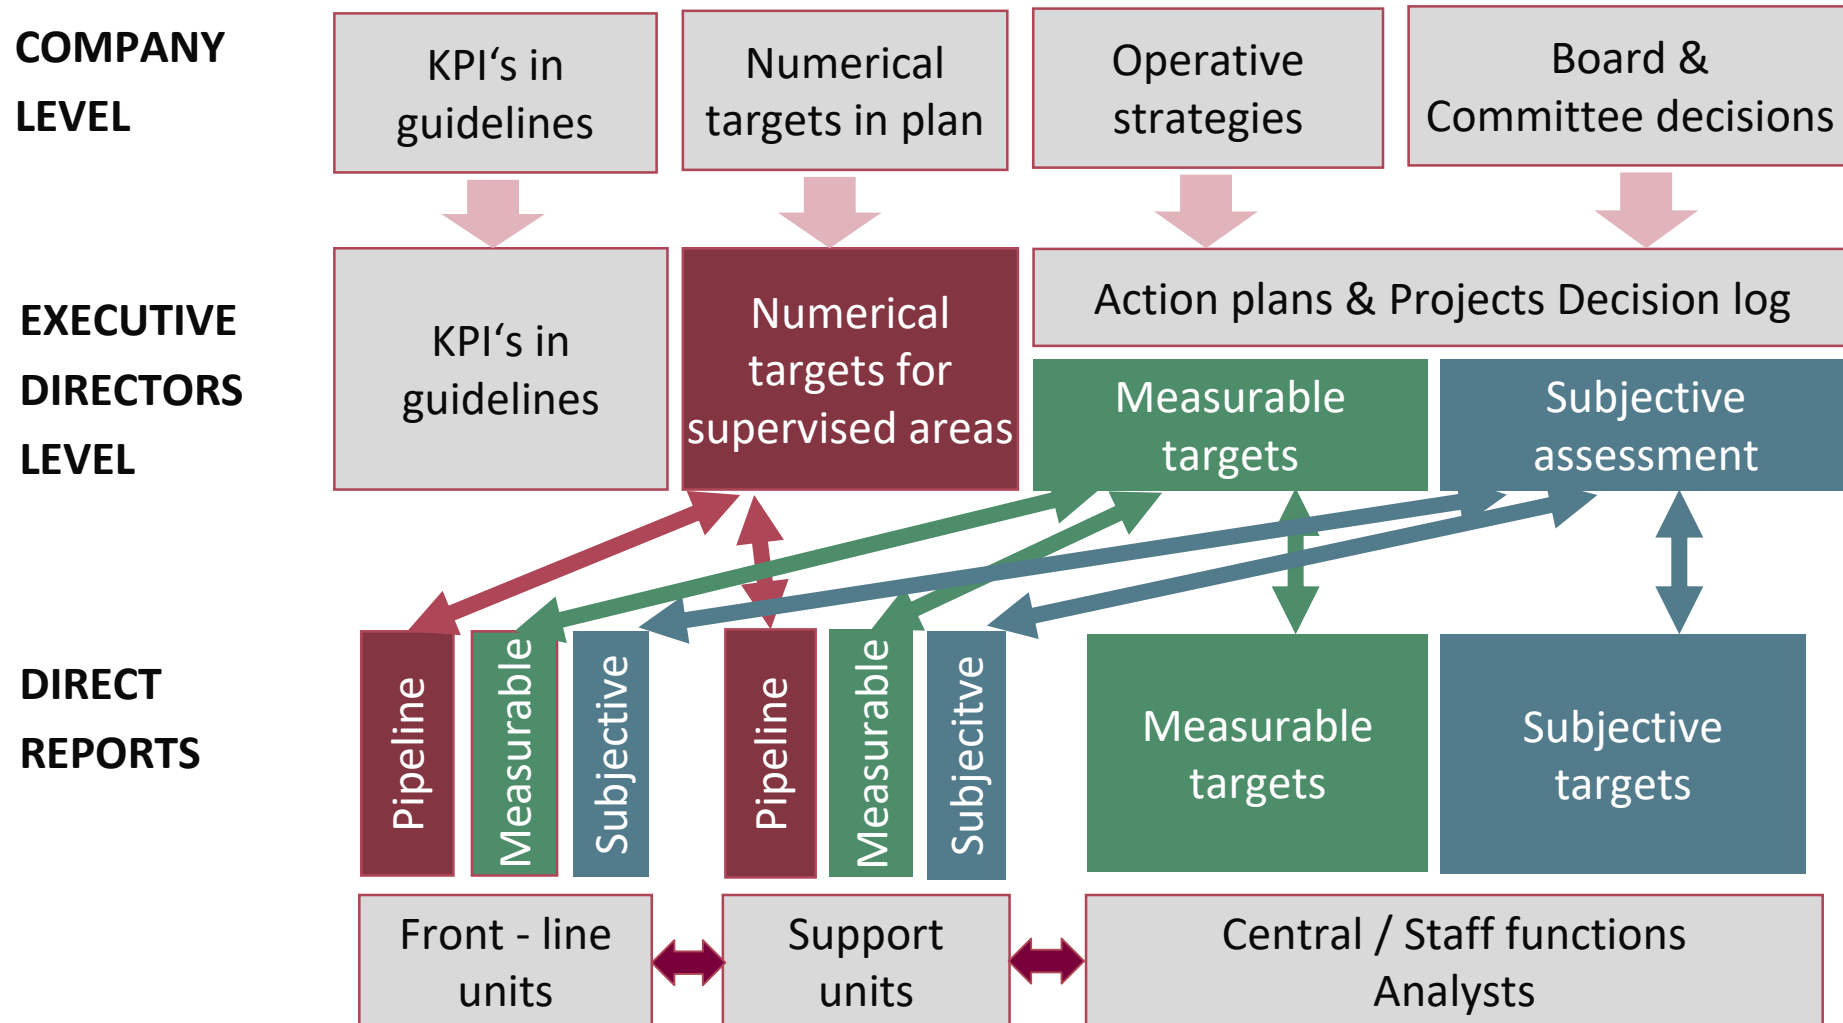 COMPANY
LEVEL
KPI‘s in
guidelines
Numerical
targets in plan
Operative
strategies
Board &
Committee decisions
EXECUTIVE
DIRECTORS
LEVEL
KPI‘s in
guidelines
Numerical
targets for
supervised areas
Action plans & Projects Decision log
Measurable
targets
Subjective
assessment
DIRECT
REPORTS
Pipeline
Measurable
Subjective
Pipeline
Measurable
Subjecitve
Measurable
targets
Subjective
targets
Front - line
units
Support
units
Central / Staff functions
Analysts